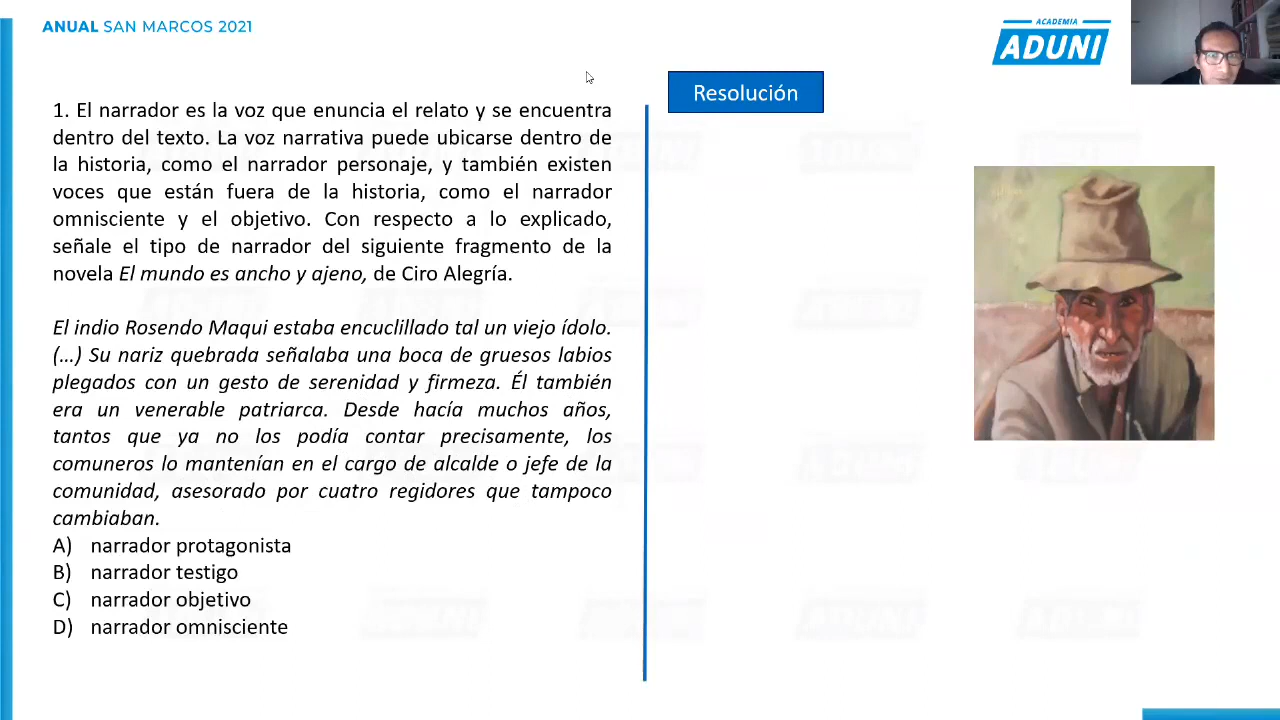 ANUAL SAN MARCOS 2021
ACADEMIA
ADUNI
Resolución
1. El narrador es la voz que enuncia el relato y se encuentra
dentro del texto. La voz narrativa puede ubicarse dentro de
la historia, como el narrador personaje, y también existen
voces que están fuera de la historia, como el narrador
omnisciente y el objetivo. Con respecto a lo explicado,
señale el tipo de narrador del siguiente fragmento de la
novela El mundo es ancho y ajeno, de Ciro Alegría.
El indio Rosendo Maqui estaba encuclillado tal un viejo ídolo.
(…) Su nariz quebrada señalaba una boca de gruesos labios
plegados con un gesto de serenidad y firmeza. Él también
era un venerable patriarca. Desde hacía muchos años,
tantos que ya no los podía contar precisamente, los
comuneros lo mantenían en el cargo de alcalde o jefe de la
comunidad, asesorado por cuatro regidores que tampoco
cambiaban.
A) narrador protagonista
B) narrador testigo
C) narrador objetivo
D) narrador omnisciente